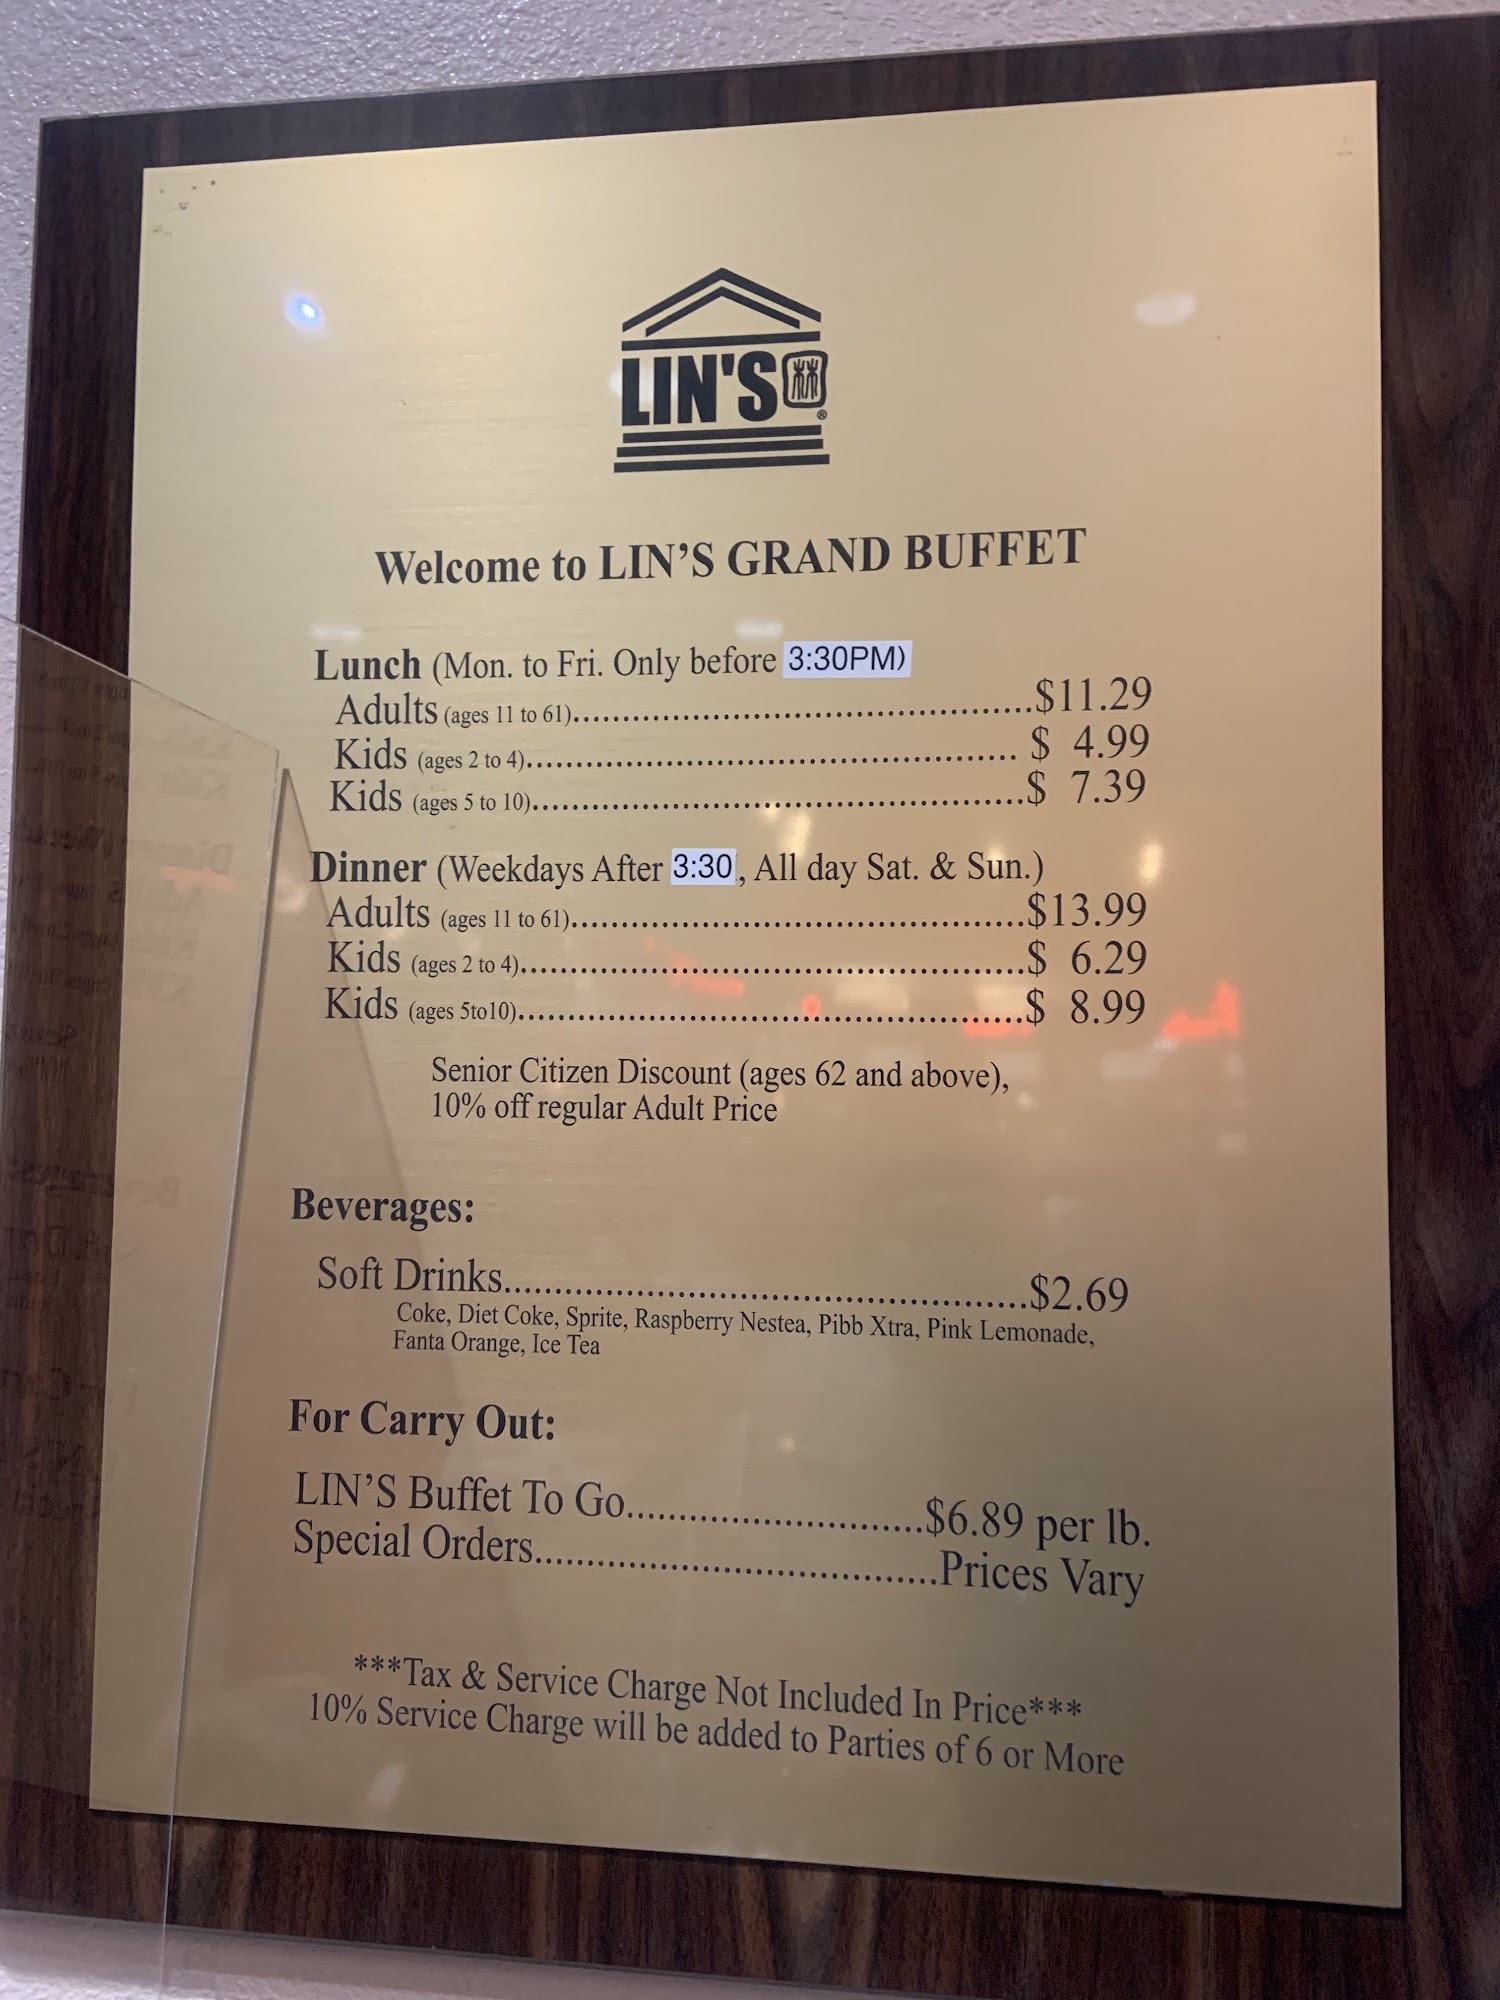 LIN'S 林
®
Welcome to LIN'S GRAND BUFFET
Lunch (Mon. to Fri. Only before 3:30PM)
Adults (ages 11 to 61)..............................................$11.29
Kids (ages 2 to 4)................................................. $ 4.99
Kids (ages 5 to 10).................................................$ 7.39
Dinner (Weekdays After 3:30, All day Sat. & Sun.)
Adults (ages 11 to 61)..............................................$13.99
Kids (ages 2 to 4)..................................................$ 6.29
Kids (ages 5to10)..................................................$ 8.99
Senior Citizen Discount (ages 62 and above),
10% off regular Adult Price
Beverages:
Soft Drinks....................................................$2.69
Coke, Diet Coke, Sprite, Raspberry Nestea, Pibb Xtra, Pink Lemonade,
Fanta Orange, Ice Tea
For Carry Out:
LIN'S Buffet To Go.............................$6.89 per lb.
Special Orders........................................Prices Vary
***Tax & Service Charge Not Included In Price***
10% Service Charge will be added to Parties of 6 or More